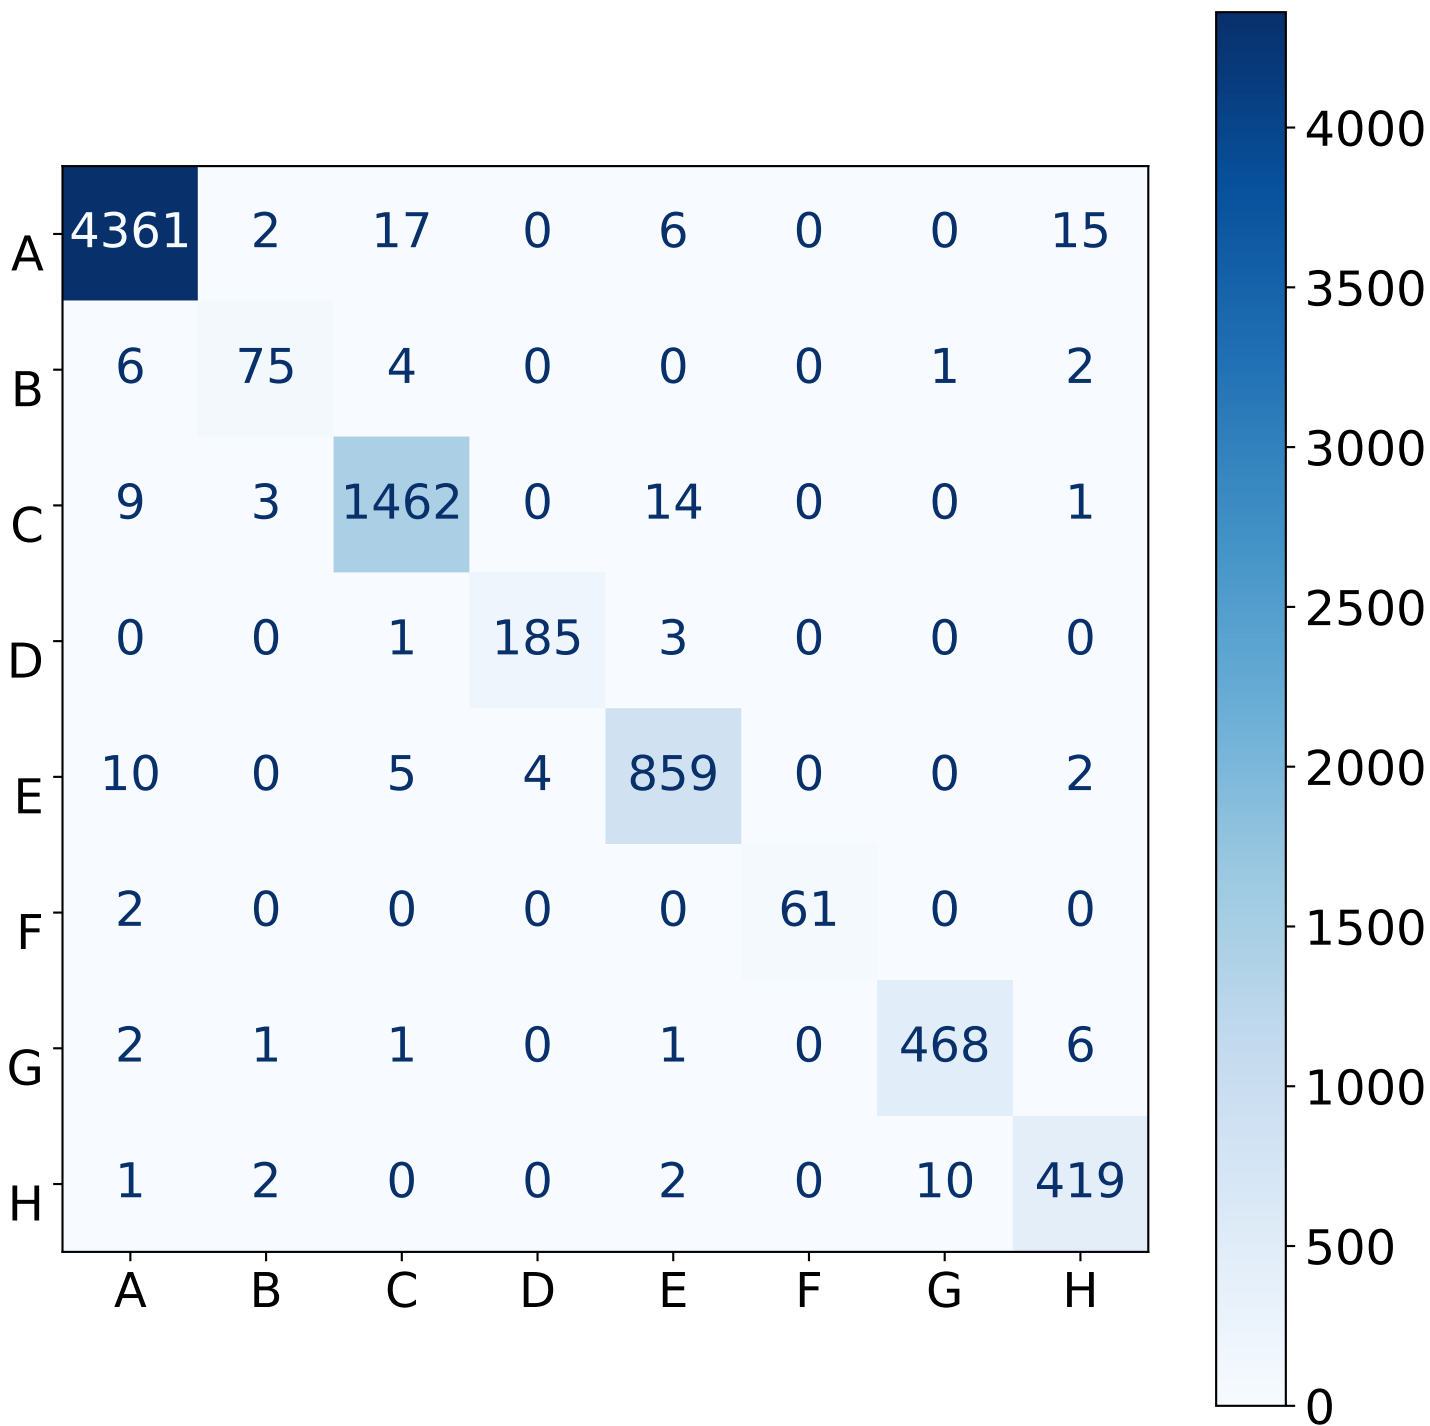 A 4361 2 17 0 6 0 0 15
B 6 75 4 0 0 0 1 2
C 9 3 1462 0 14 0 0 1
D 0 0 1 185 3 0 0 0
E 10 0 5 4 859 0 0 2
F 2 0 0 0 0 61 0 0
G 2 1 1 0 1 0 468 6
H 1 2 0 0 2 0 10 419
A B C D E F G H
4000
3500
3000
2500
2000
1500
1000
500
0